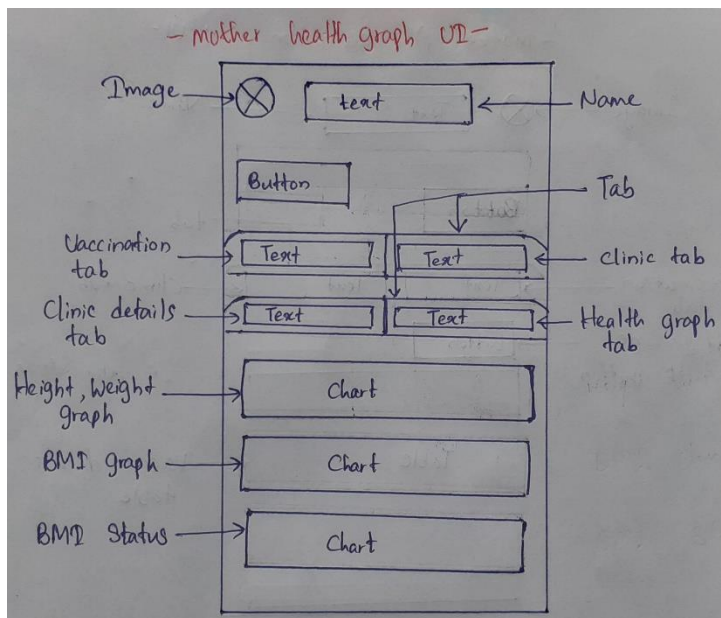 - mother health graph UI -
Image
text
Name
Button
Tab
Vaccination
tab
Text
Text
clinic tab
Clinic details
tab
Text
Text
Health graph
tab
Height, Weight
graph
Chart
BMI graph
Chart
BMI Status
Chart